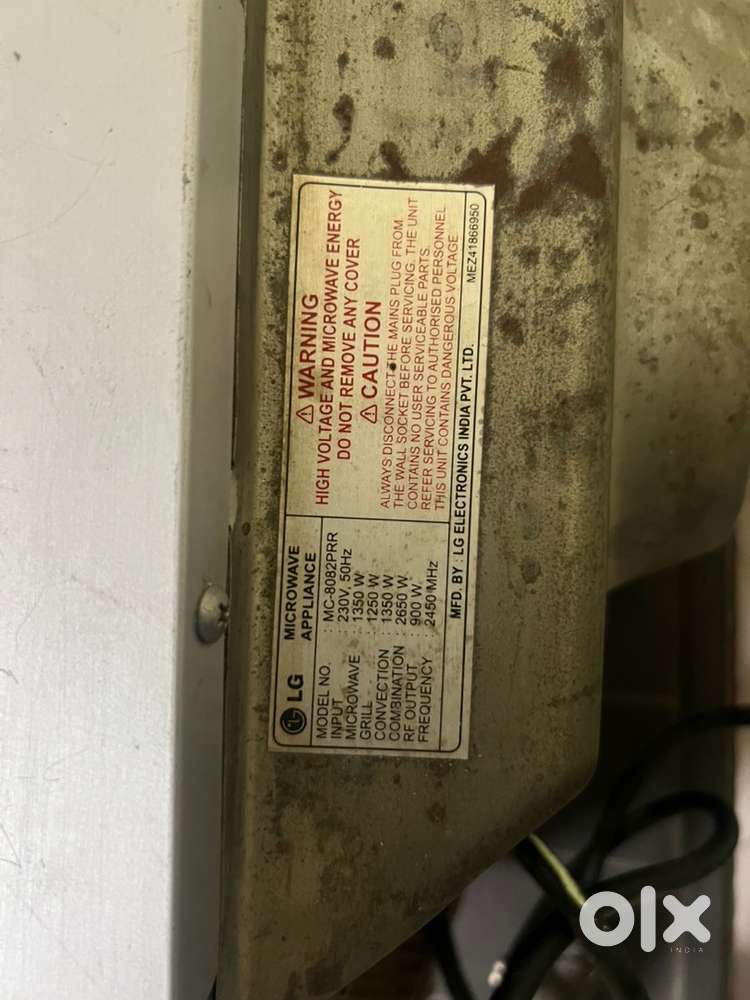 LG
MICROWAVE
APPLIANCE
MODEL NO. : MC-8082PRR
INPUT : 230V, 50Hz
MICROWAVE : 1350 W
GRILL : 1250 W
CONVECTION : 1350 W
COMBINATION : 2650 W.
RF OUTPUT : 900 W.
FREQUENCY : 2450 MHz
⚠ WARNING
HIGH VOLTAGE AND MICROWAVE ENERGY
DO NOT REMOVE ANY COVER
⚠ CAUTION
ALWAYS DISCONNECT THE MAINS PLUG FROM
THE WALL SOCKET BEFORE SERVICING. THE UNIT
CONTAINS NO USER SERVICEABLE PARTS.
REFER SERVICING TO AUTHORISED PERSONNEL
THIS UNIT CONTAINS DANGEROUS VOLTAGE
MFD. BY : LG ELECTRONICS INDIA PVT. LTD.
MEZ41866950
olx
INDIA